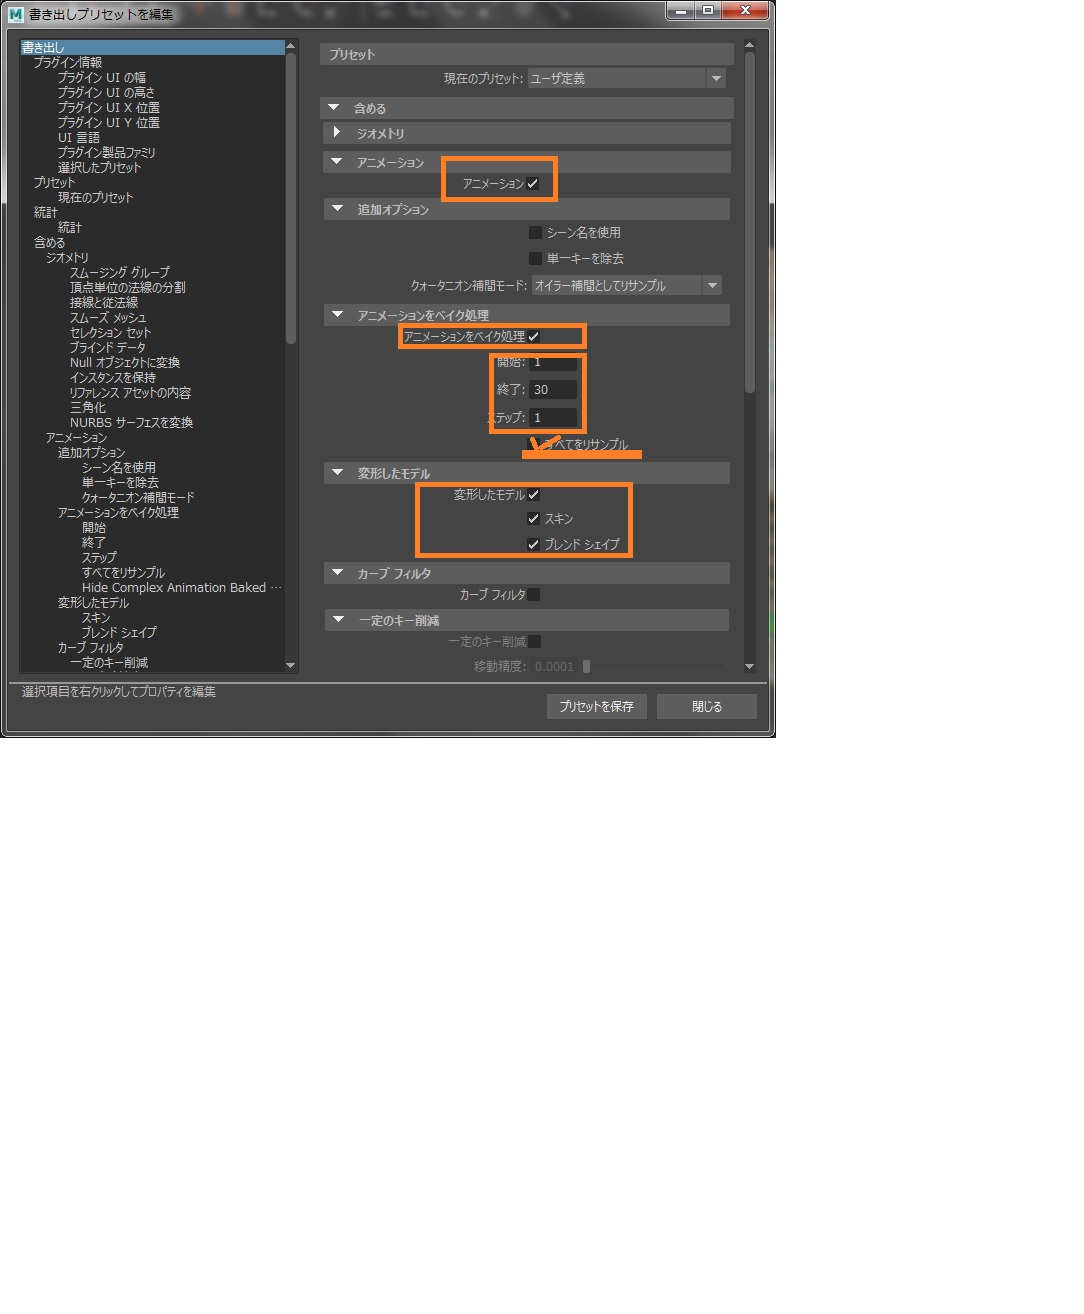 書き出しプリセットを編集
書き出し
プラグイン情報
プラグイン UI の幅
プラグイン UI の高さ
プラグイン UI X 位置
プラグイン UI Y 位置
UI 言語
プラグイン製品ファミリ
選択したプリセット
プリセット
現在のプリセット
統計
統計
含める
ジオメトリ
スムージング グループ
頂点単位の法線の分割
接線と従法線
スムーズ メッシュ
セレクション セット
ブラインド データ
Null オブジェクトに変換
インスタンスを保持
リファレンス アセットの内容
三角化
NURBS サーフェスを変換
アニメーション
追加オプション
シーン名を使用
単一キーを除去
クォータニオン補間モード
アニメーションをベイク処理
開始
終了
ステップ
すべてをリサンプル
Hide Complex Animation Baked ...
変形したモデル
スキン
ブレンド シェイプ
カーブ フィルタ
一定のキー削減
プリセット
現在のプリセット: ユーザ定義
含める
ジオメトリ
アニメーション
アニメーション
追加オプション
シーン名を使用
単一キーを除去
クォータニオン補間モード: オイラー補間としてリサンプル
アニメーションをベイク処理
アニメーションをベイク処理
開始: 1
終了: 30
ステップ: 1
すべてをリサンプル
変形したモデル
変形したモデル
スキン
ブレンド シェイプ
カーブ フィルタ
カーブ フィルタ
一定のキー削減
一定のキー削減
移動精度: 0.0001
選択項目を右クリックしてプロパティを編集
プリセットを保存
閉じる